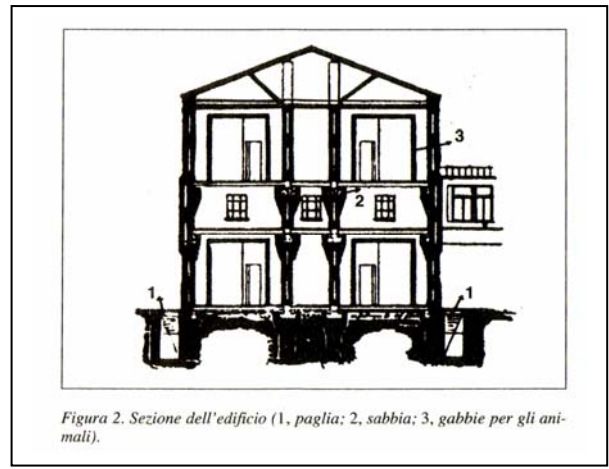 3
2
1
1
Figura 2. Sezione dell'edificio (1, paglia; 2, sabbia; 3, gabbie per gli ani-
mali).